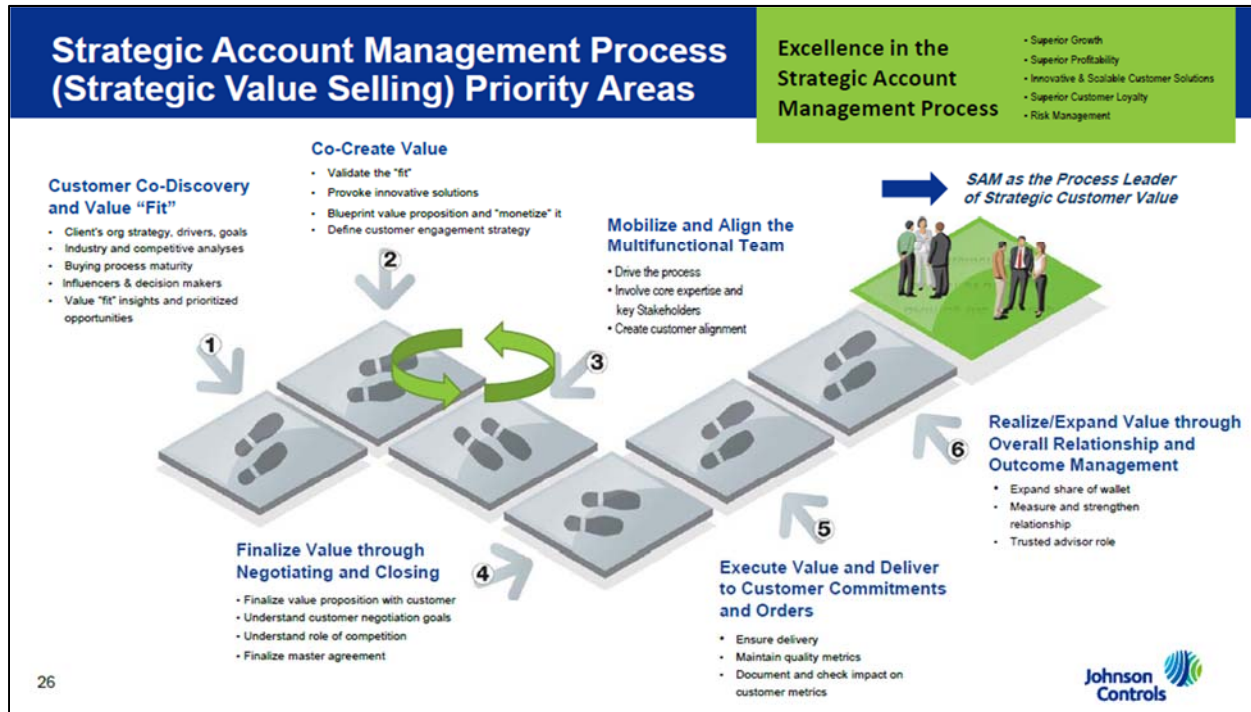 Strategic Account Management Process
(Strategic Value Selling) Priority Areas
Excellence in the
Strategic Account
Management Process
• Superior Growth
• Superior Profitability
• Innovative & Scalable Customer Solutions
• Superior Customer Loyalty
• Risk Management
Customer Co-Discovery
and Value “Fit”
• Client's org strategy, drivers, goals
• Industry and competitive analyses
• Buying process maturity
• Influencers & decision makers
• Value "fit" insights and prioritized
opportunities
1
Co-Create Value
• Validate the "fit"
• Provoke innovative solutions
• Blueprint value proposition and "monetize" it
• Define customer engagement strategy
2
Mobilize and Align the
Multifunctional Team
• Drive the process
• Involve core expertise and
key Stakeholders
• Create customer alignment
3
SAM as the Process Leader
of Strategic Customer Value
Finalize Value through
Negotiating and Closing
• Finalize value proposition with customer
• Understand customer negotiation goals
• Understand role of competition
• Finalize master agreement
4
Execute Value and Deliver
to Customer Commitments
and Orders
• Ensure delivery
• Maintain quality metrics
• Document and check impact on
customer metrics
5
Realize/Expand Value through
Overall Relationship and
Outcome Management
• Expand share of wallet
• Measure and strengthen
relationship
• Trusted advisor role
6
26
Johnson
Controls